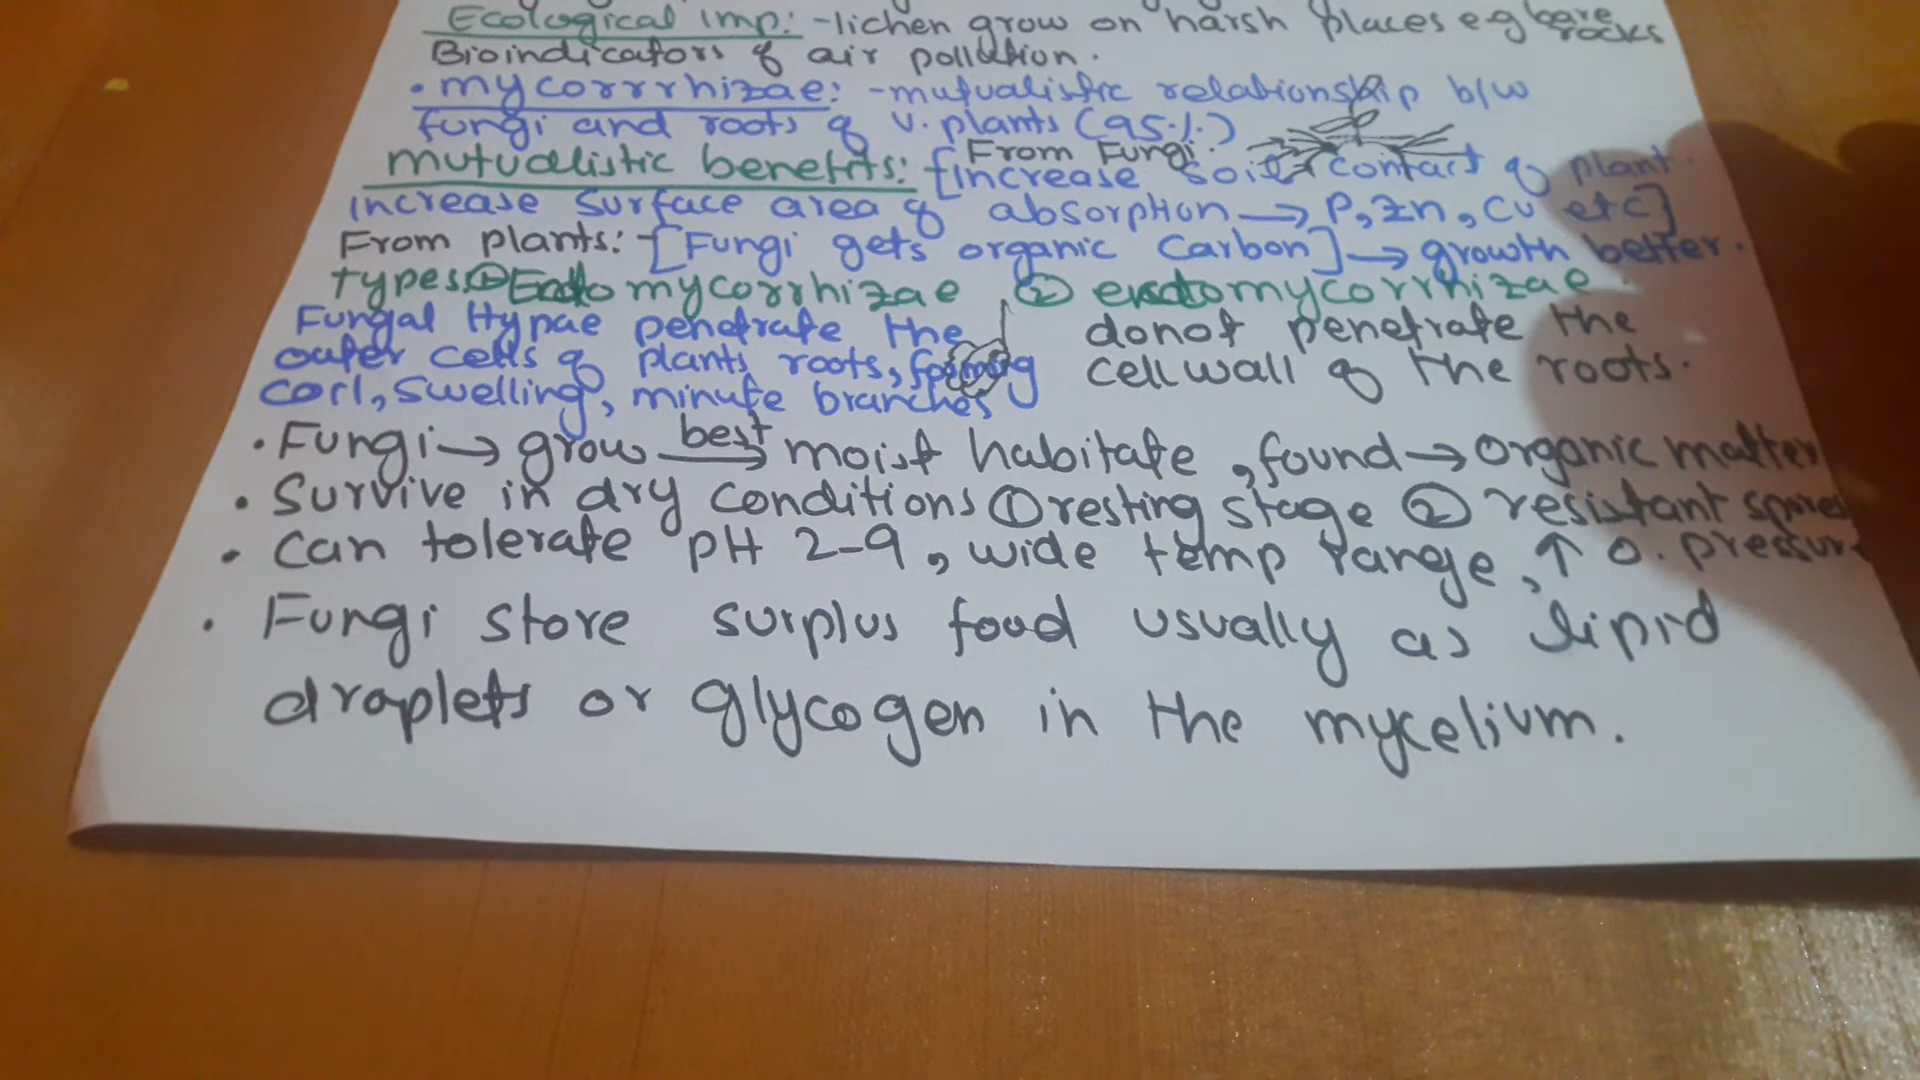 Ecological Imp: -lichen grow on harsh places e.g bare rocks
Bioindicators of air pollution.
• mycorrrhizae: -mutualistic relationship b/w
fungi and roots of v. plants (95%)
mutualistic benefits: [From Fungi: Increase soil contact of plant.
increase surface area of absorption → P, Zn, Cu etc]
From plants: -[Fungi gets organic Carbon] → growth better.
types ① Endo mycorrhizae ② ectomycorrhizae
Fungal Hypae penetrate the
outer cells of plants roots, forming
corl, swelling, minute branches
donot penetrate the
cell wall of the roots.
• Fungi → grow best → moist habitate, found → organic matter
• Survive in dry conditions ① resting stage ② resistant spores
• can tolerate pH 2-9, wide temp range, ↑ O. pressure
• Fungi store surplus food usually as lipid
droplets or glycogen in the mycelium.